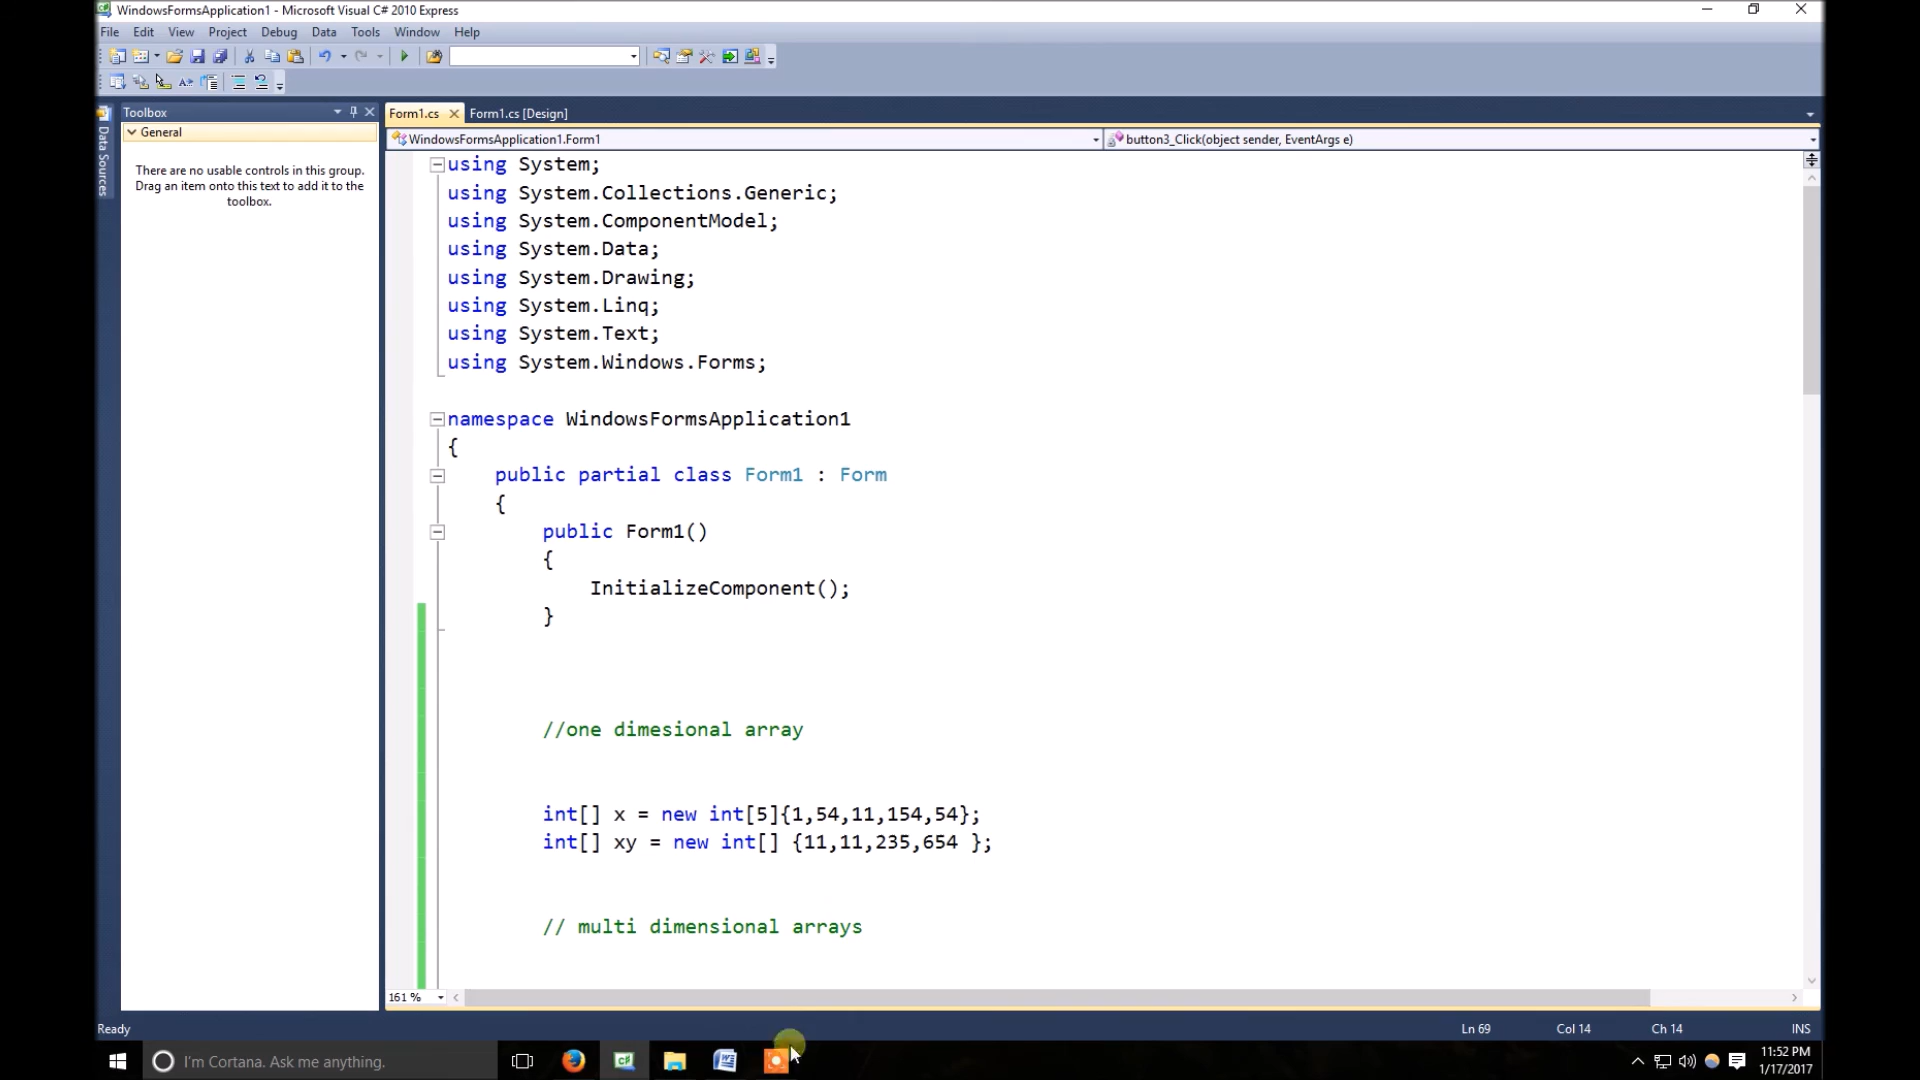 WindowsFormsApplication1 - Microsoft Visual C# 2010 Express
File Edit View Project Debug Data Tools Window Help
Toolbox
Form1.cs
Form1.cs [Design]
General
WindowsFormsApplication1.Form1
button3_Click(object sender, EventArgs e)
Data Sources
There are no usable controls in this group.
Drag an item onto this text to add it to the
toolbox.
using System;
using System.Collections.Generic;
using System.ComponentModel;
using System.Data;
using System.Drawing;
using System.Linq;
using System.Text;
using System.Windows.Forms;
namespace WindowsFormsApplication1
{
public partial class Form1 : Form
{
public Form1()
{
InitializeComponent();
}
//one dimesional array
int[] x = new int[5]{1,54,11,154,54};
int[] xy = new int[] {11,11,235,654 };
// multi dimensional arrays
161 %
Ready
Ln 69
Col 14
Ch 14
INS
I'm Cortana. Ask me anything.
11:52 PM
1/17/2017